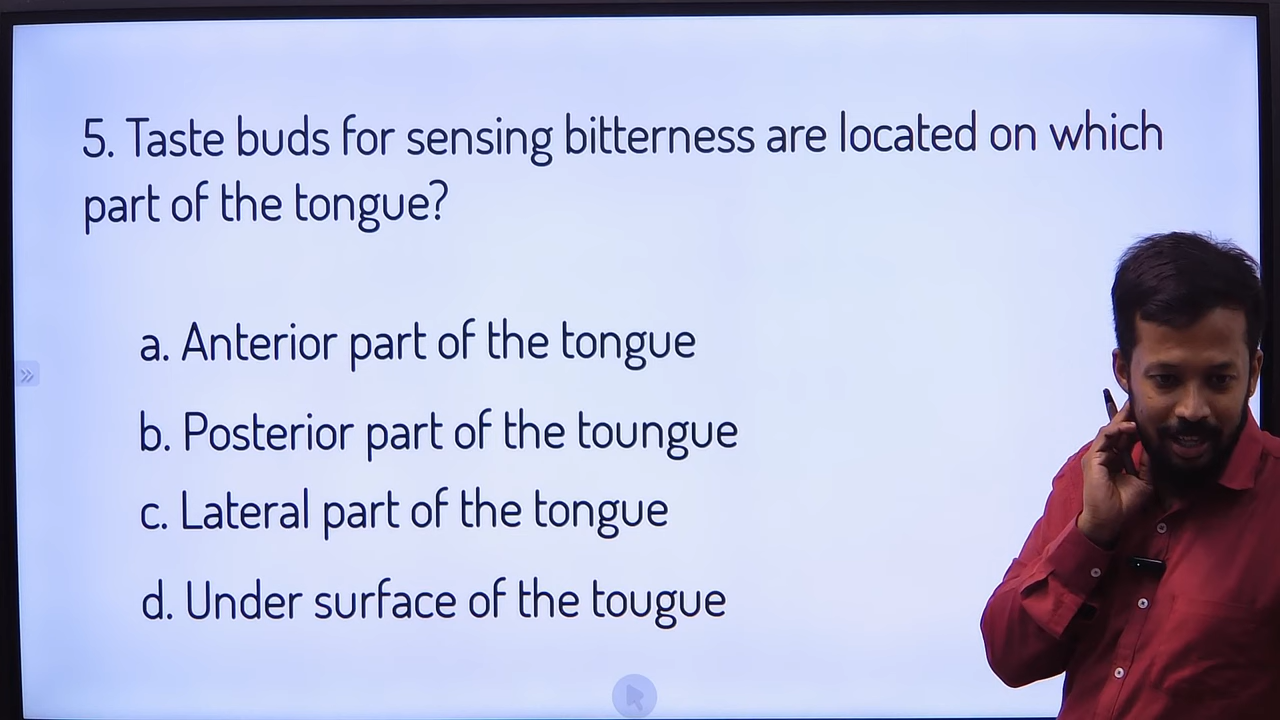 5. Taste buds for sensing bitterness are located on which
part of the tongue?
a. Anterior part of the tongue
b. Posterior part of the toungue
c. Lateral part of the tongue
d. Under surface of the tougue